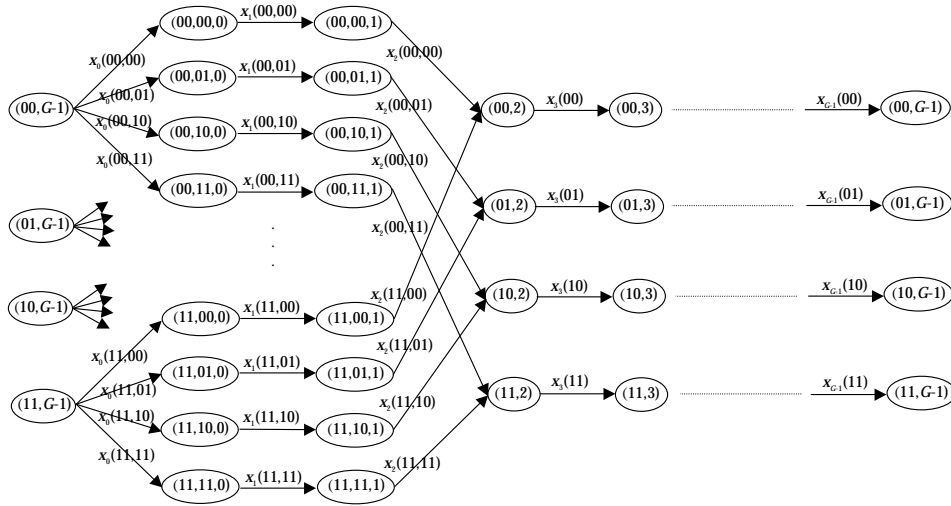 (00,00,0) x₁(00,00) (00,00,1)
x₀(00,00) x₂(00,00)
(00,01,0) x₁(00,01) (00,01,1)
x₀(00,01) x₂(00,01)
(00,G-1) (00,2) x₃(00) (00,3) x_G-1(00) (00,G-1)
x₀(00,10)
(00,10,0) x₁(00,10) (00,10,1)
x₀(00,11) x₂(00,10)
(00,11,0) x₁(00,11) (00,11,1)
(01,2) x₃(01) (01,3) x_G-1(01) (01,G-1)
(01,G-1) x₂(00,11)
(10,G-1) x₂(11,00) (10,2) x₃(10) (10,3) x_G-1(10) (10,G-1)
(11,00,0) x₁(11,00) (11,00,1)
x₀(11,00) x₂(11,01)
(11,01,0) x₁(11,01) (11,01,1)
x₀(11,01)
(11,G-1) x₂(11,10) (11,2) x₃(11) (11,3) x_G-1(11) (11,G-1)
x₀(11,10)
(11,10,0) x₁(11,10) (11,10,1)
x₀(11,11) x₂(11,11)
(11,11,0) x₁(11,11) (11,11,1)